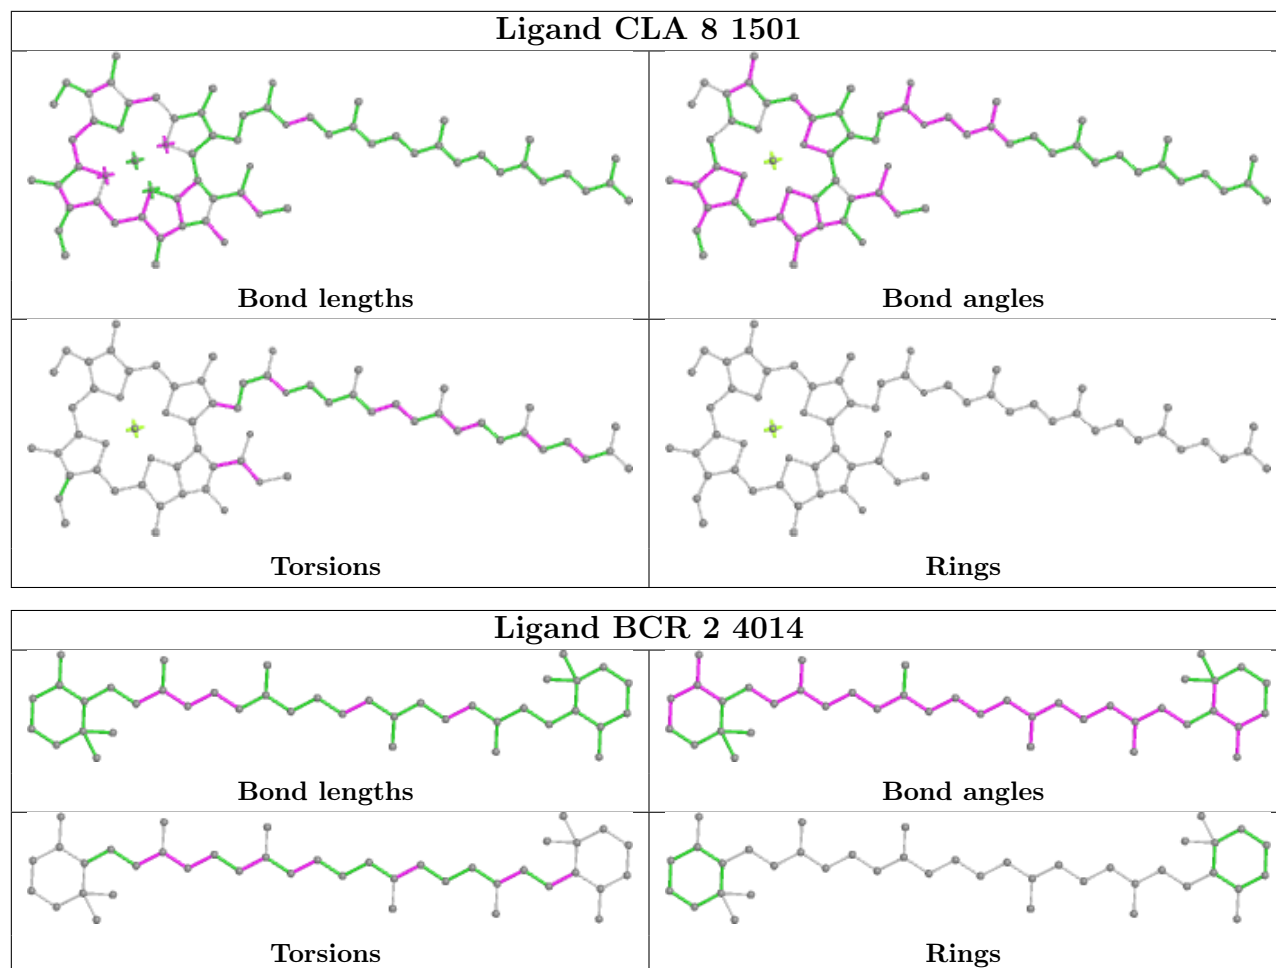 Ligand CLA 8 1501
Bond lengths
Bond angles
Torsions
Rings
Ligand BCR 2 4014
Bond lengths
Bond angles
Torsions
Rings